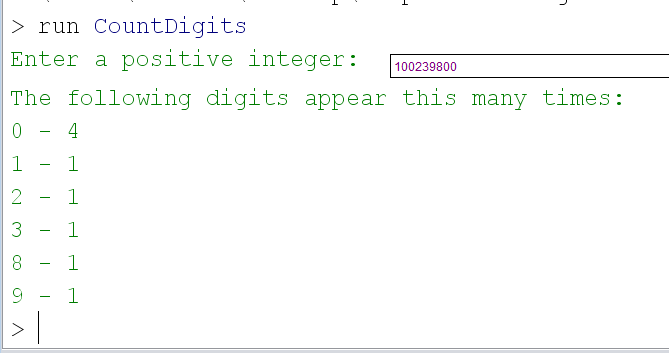 > run CountDigits
Enter a positive integer: 100239800
The following digits appear this many times:
0 - 4
1 - 1
2 - 1
3 - 1
8 - 1
9 - 1
>